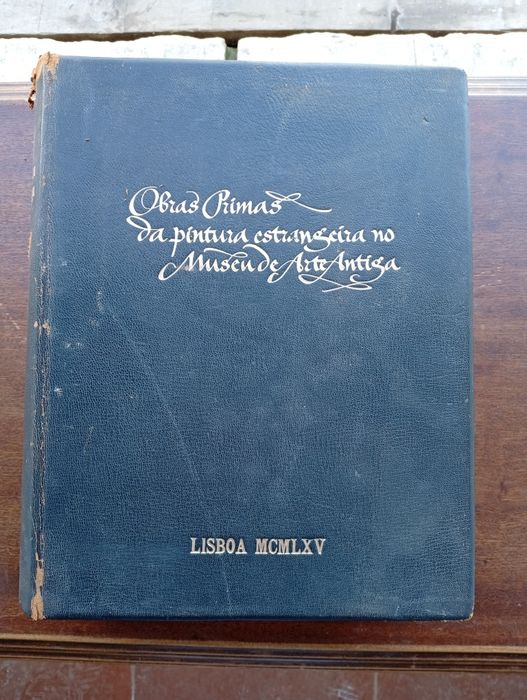 Obras Primas
da pintura estrangeira no
Museu de Arte Antiga
LISBOA MCMLXV